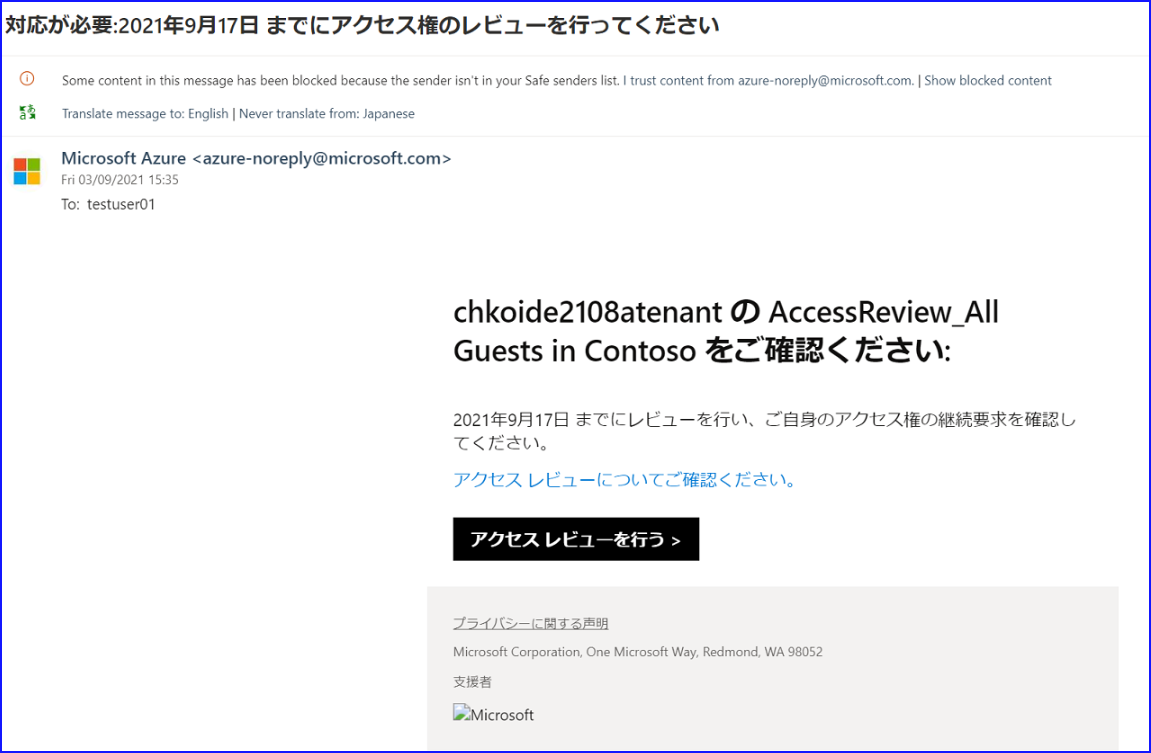 対応が必要:2021年9月17日 までにアクセス権のレビューを行ってください
Some content in this message has been blocked because the sender isn't in your Safe senders list. I trust content from azure-noreply@microsoft.com. | Show blocked content
Translate message to: English | Never translate from: Japanese
Microsoft Azure <azure-noreply@microsoft.com>
Fri 03/09/2021 15:35
To: testuser01
chkoide2108atenant の AccessReview_All
Guests in Contoso をご確認ください:
2021年9月17日 までにレビューを行い、ご自身のアクセス権の継続要求を確認し
てください。
アクセス レビューについてご確認ください。
アクセス レビューを行う >
プライバシーに関する声明
Microsoft Corporation, One Microsoft Way, Redmond, WA 98052
支援者
Microsoft